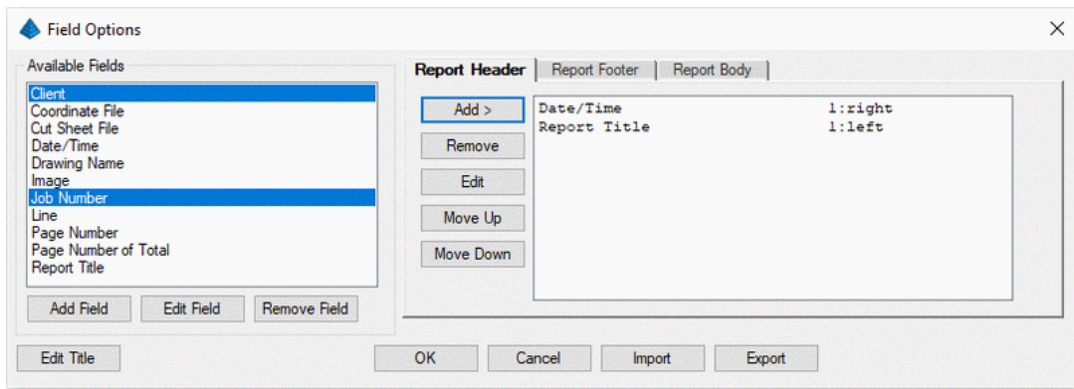 Field Options
Available Fields
Client
Coordinate File
Cut Sheet File
Date/Time
Drawing Name
Image
Job Number
Line
Page Number
Page Number of Total
Report Title
Add Field Edit Field Remove Field
Report Header Report Footer Report Body
Add >
Remove
Edit
Move Up
Move Down
Date/Time 1:right
Report Title 1:left
Edit Title OK Cancel Import Export